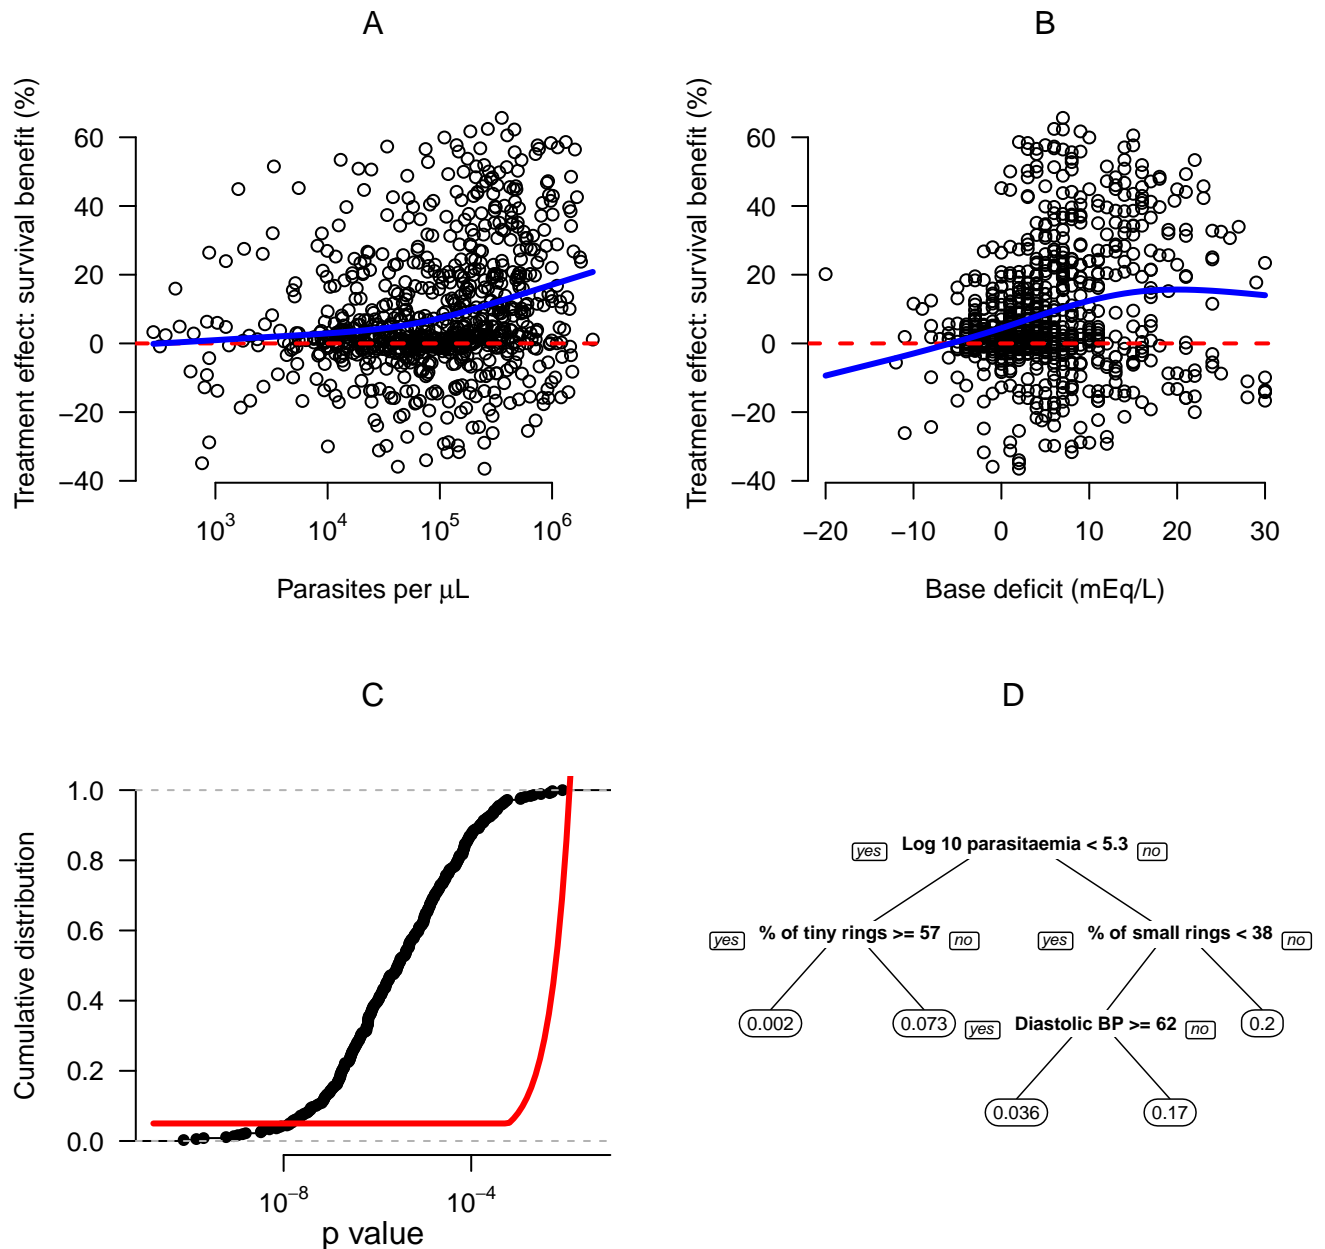 A
Treatment effect: survival benefit (%)
60
40
20
0
−20
−40
10³ 10⁴ 10⁵ 10⁶
Parasites per μL
B
Treatment effect: survival benefit (%)
60
40
20
0
−20
−40
−20 −10 0 10 20 30
Base deficit (mEq/L)
C
Cumulative distribution
1.0
0.8
0.6
0.4
0.2
0.0
10⁻⁸ 10⁻⁴
p value
D
yes Log 10 parasitaemia < 5.3 no
yes % of tiny rings >= 57 no yes % of small rings < 38 no
0.002 0.073 yes Diastolic BP >= 62 no 0.2
0.036 0.17